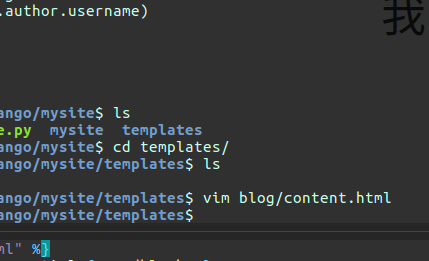 .author.username)
我
ango/mysite$ ls
e.py mysite templates
ango/mysite$ cd templates/
ango/mysite/templates$ ls
ango/mysite/templates$ vim blog/content.html
ango/mysite/templates$
ml" %}